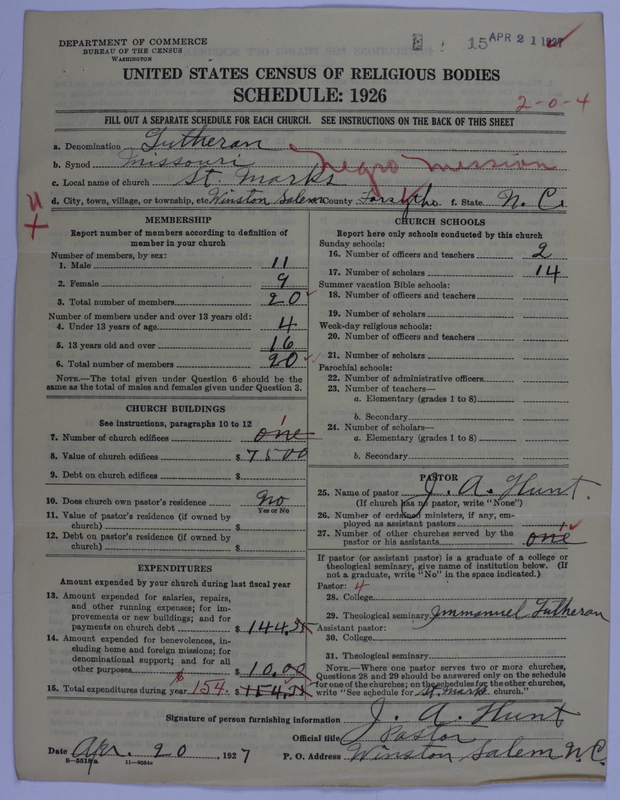 15 APR 21 1927
DEPARTMENT OF COMMERCE
BUREAU OF THE CENSUS
WASHINGTON
UNITED STATES CENSUS OF RELIGIOUS BODIES
SCHEDULE: 1926
2-0-4
FILL OUT A SEPARATE SCHEDULE FOR EACH CHURCH. SEE INSTRUCTIONS ON THE BACK OF THIS SHEET
a. Denomination Lutheran
b. Synod Missouri Negro Mission
c. Local name of church St. Marks
d. City, town, village, or township, etc. Winston Salem County Forsythe f. State N. C.
MEMBERSHIP
Report number of members according to definition of
member in your church
Number of members, by sex:
1. Male 11
2. Female 9
3. Total number of members 20
Number of members under and over 13 years old:
4. Under 13 years of age 4
5. 13 years old and over 16
6. Total number of members 20
NOTE.—The total given under Question 6 should be the
same as the total of males and females given under Question 3.
CHURCH BUILDINGS
See instructions, paragraphs 10 to 12
7. Number of church edifices one 1
8. Value of church edifices $ 7500
9. Debt on church edifices $
10. Does church own pastor's residence No
Yes or No
11. Value of pastor's residence (if owned by
church) $
12. Debt on pastor's residence (if owned by
church) $
EXPENDITURES
Amount expended by your church during last fiscal year
13. Amount expended for salaries, repairs,
and other running expenses; for im-
provements or new buildings; and for
payments on church debt $ 144.
14. Amount expended for benevolences, in-
cluding home and foreign missions; for
denominational support; and for all
other purposes $ 10.00
15. Total expenditures during year $ 154. $ 154.
CHURCH SCHOOLS
Report here only schools conducted by this church
Sunday schools:
16. Number of officers and teachers 2
17. Number of scholars 14
Summer vacation Bible schools:
18. Number of officers and teachers
19. Number of scholars
Week-day religious schools:
20. Number of officers and teachers
21. Number of scholars
Parochial schools:
22. Number of administrative officers
23. Number of teachers—
a. Elementary (grades 1 to 8)
b. Secondary
24. Number of scholars—
a. Elementary (grades 1 to 8)
b. Secondary
PASTOR
25. Name of pastor J. A. Hunt.
(If church has no pastor, write "None")
26. Number of ordained ministers, if any, em-
ployed as assistant pastors
27. Number of other churches served by the
pastor or his assistants one 1
If pastor (or assistant pastor) is a graduate of a college or
theological seminary, give name of institution below. (If
not a graduate, write "No" in the space indicated.)
Pastor: 4
28. College
29. Theological seminary Immanuel Lutheran
Assistant pastor:
30. College
31. Theological seminary
NOTE.—Where one pastor serves two or more churches,
Questions 28 and 29 should be answered only on the schedule
for one of the churches; on the schedules for the other churches,
write "See schedule for St. Mark church."
Signature of person furnishing information J. A. Hunt
Official title Pastor
Date Apr. 20, 1927 P. O. Address Winston Salem N. C.